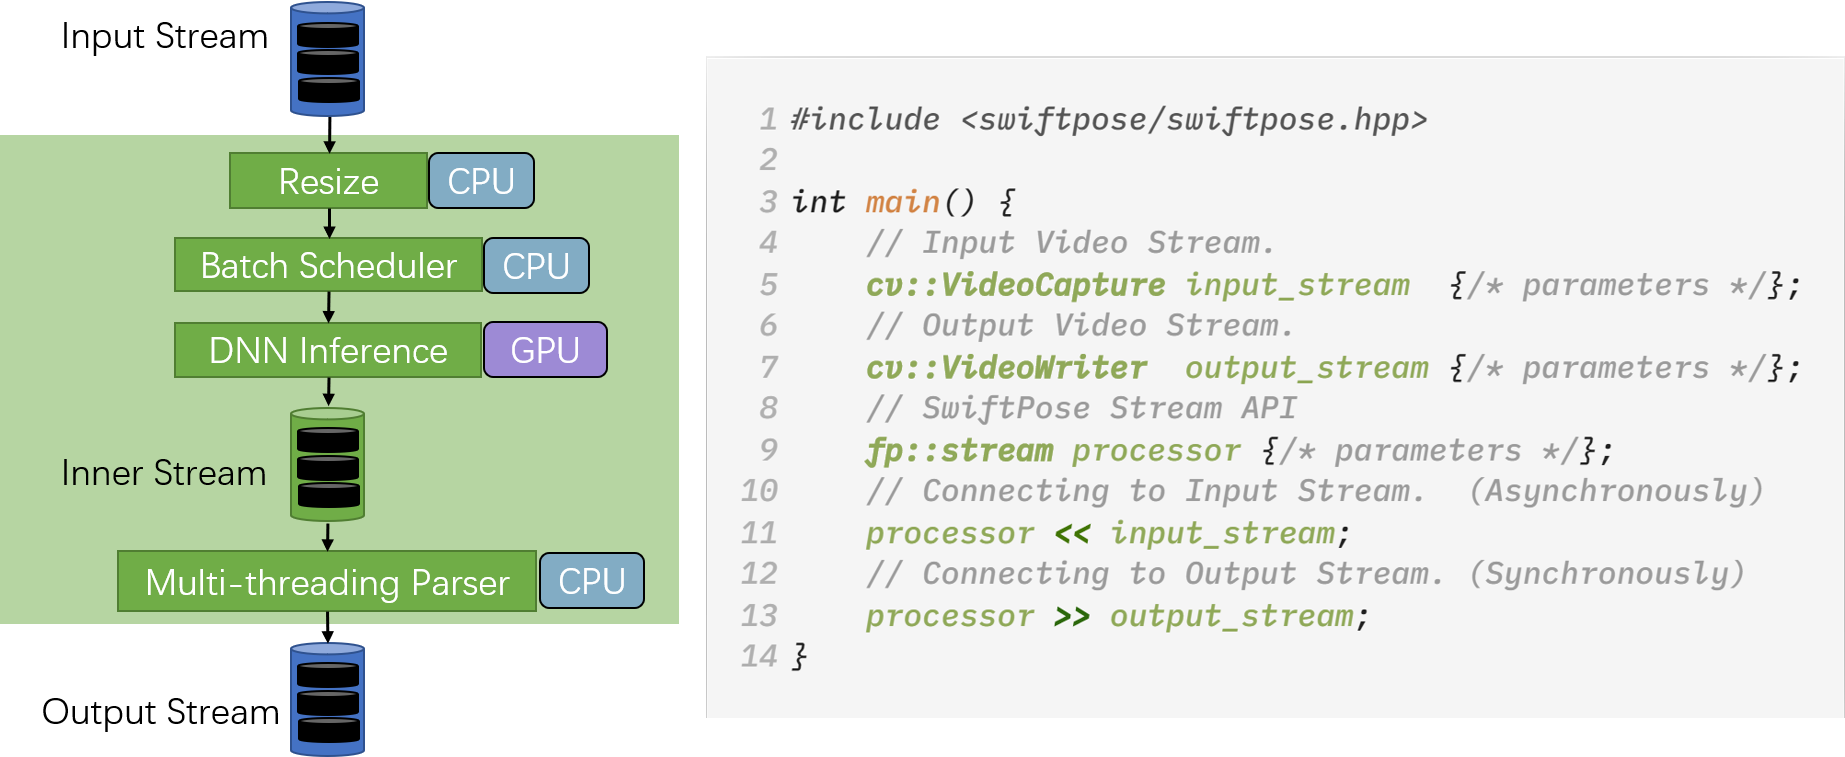 Input Stream
Resize CPU
Batch Scheduler CPU
DNN Inference GPU
Inner Stream
Multi-threading Parser CPU
Output Stream
1 #include <swiftpose/swiftpose.hpp>
2
3 int main() {
4     // Input Video Stream.
5     cv::VideoCapture input_stream  {/* parameters */};
6     // Output Video Stream.
7     cv::VideoWriter  output_stream {/* parameters */};
8     // SwiftPose Stream API
9     fp::stream processor {/* parameters */};
10     // Connecting to Input Stream.  (Asynchronously)
11     processor << input_stream;
12     // Connecting to Output Stream. (Synchronously)
13     processor >> output_stream;
14 }